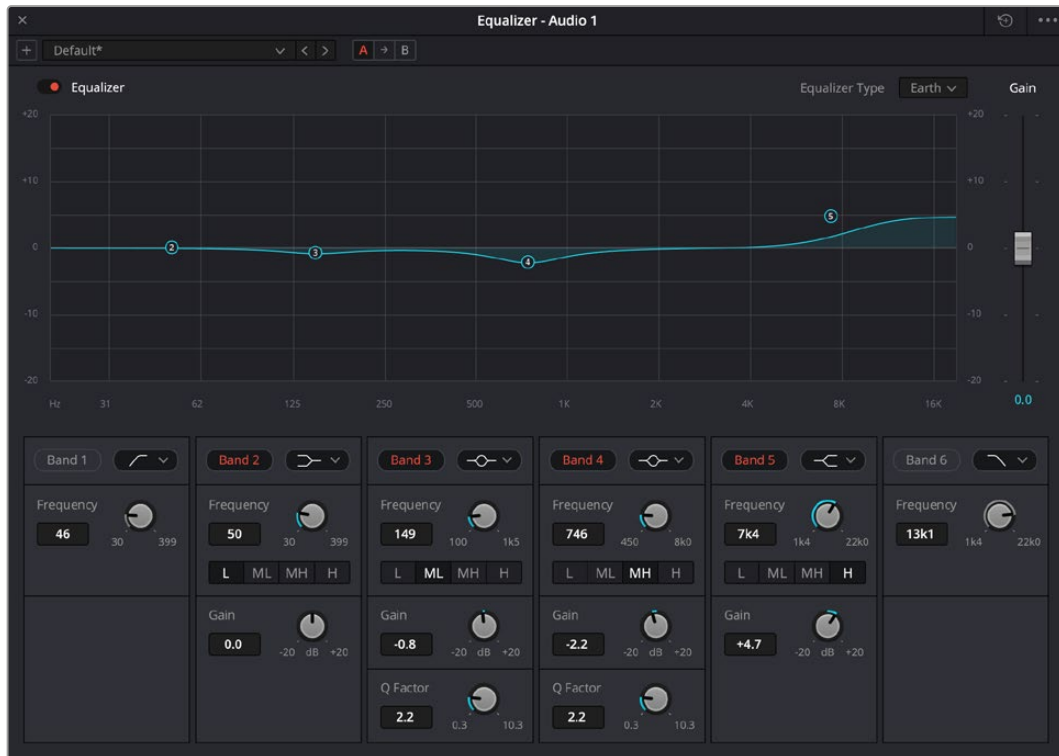 Equalizer - Audio 1
Default*
A B
Equalizer
Equalizer Type Earth Gain
+20 +20
+10 +10
0 0
-10 -10
-20 -20
Hz 31 62 125 250 500 1K 2K 4K 8K 16K
0.0
2 3 4 5
Band 1 Band 2 Band 3 Band 4 Band 5 Band 6
Frequency Frequency Frequency Frequency Frequency Frequency
46 50 149 746 7k4 13k1
30 399 30 399 100 1k5 450 8k0 1k4 22k0 1k4 22k0
L ML MH H L ML MH H L ML MH H L ML MH H
Gain Gain Gain Gain
0.0 -0.8 -2.2 +4.7
-20 dB +20 -20 dB +20 -20 dB +20 -20 dB +20
Q Factor Q Factor
2.2 2.2
0.3 10.3 0.3 10.3